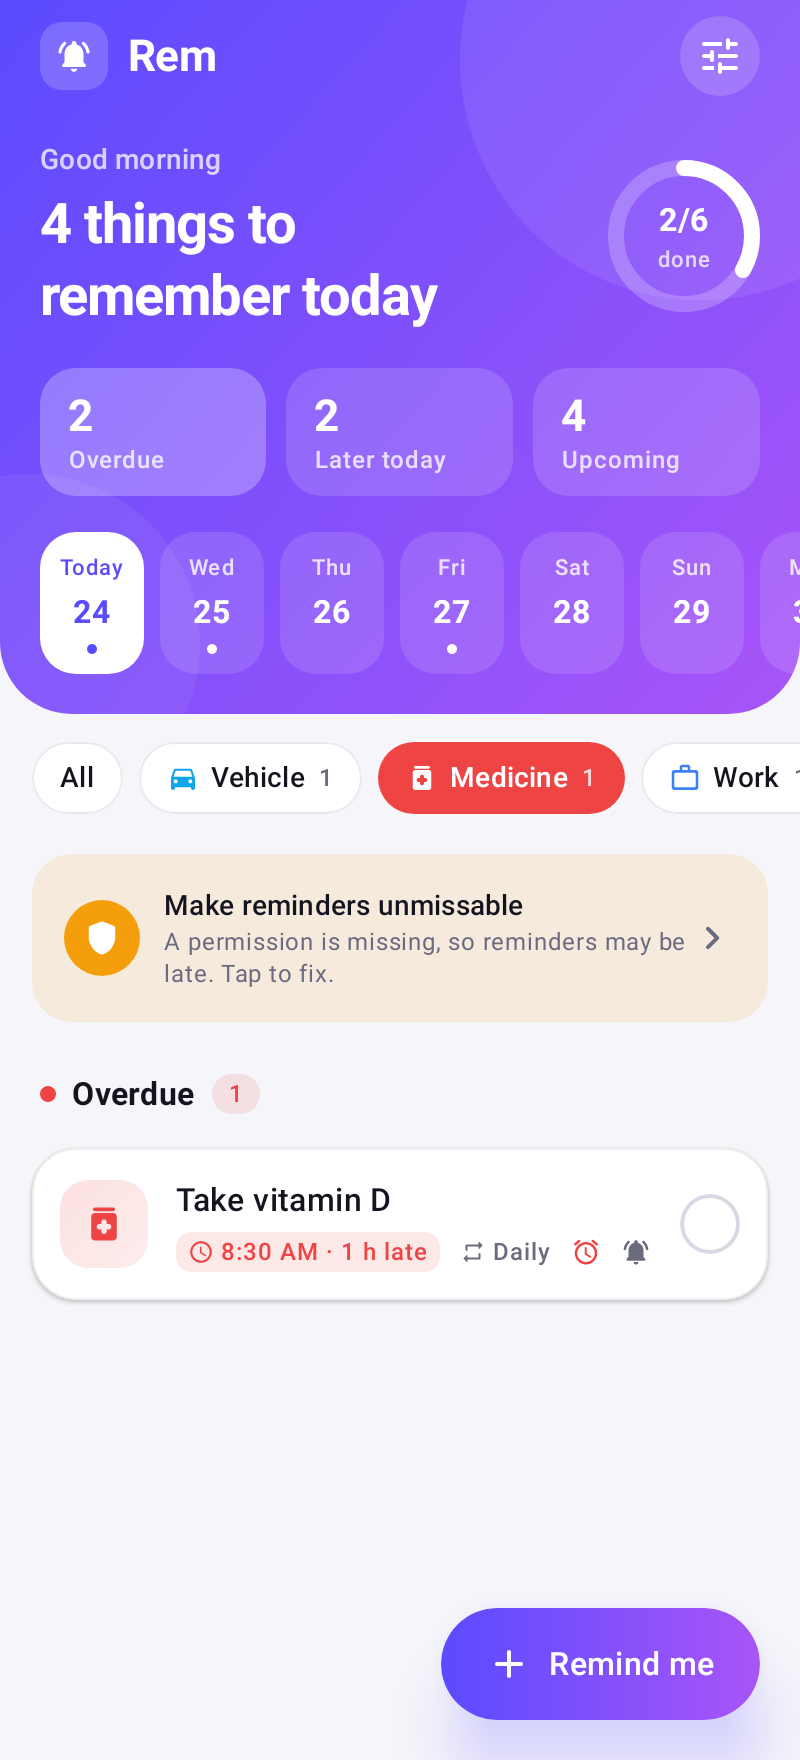 Rem
Good morning
4 things to
remember today
2/6
done
2
Overdue
2
Later today
4
Upcoming
Today
24
Wed
25
Thu
26
Fri
27
Sat
28
Sun
29
All
Vehicle 1
Medicine 1
Work
Make reminders unmissable
A permission is missing, so reminders may be
late. Tap to fix.
Overdue 1
Take vitamin D
8:30 AM · 1 h late Daily
Remind me